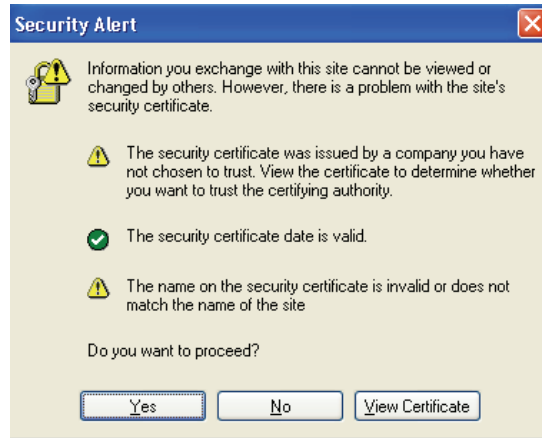 Security Alert
Information you exchange with this site cannot be viewed or
changed by others. However, there is a problem with the site's
security certificate.
The security certificate was issued by a company you have
not chosen to trust. View the certificate to determine whether
you want to trust the certifying authority.
The security certificate date is valid.
The name on the security certificate is invalid or does not
match the name of the site
Do you want to proceed?
Yes No View Certificate